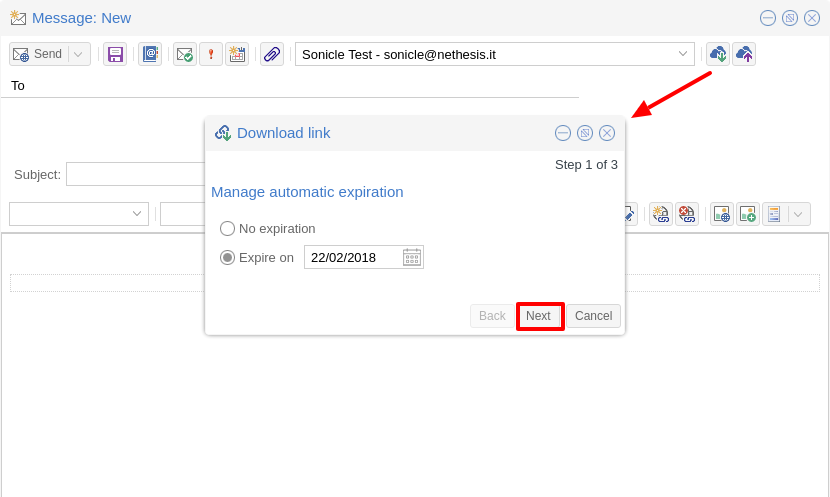 Message: New
Send
Sonicle Test - sonicle@nethesis.it
To
Download link
Step 1 of 3
Subject:
Manage automatic expiration
No expiration
Expire on 22/02/2018
Back Next Cancel